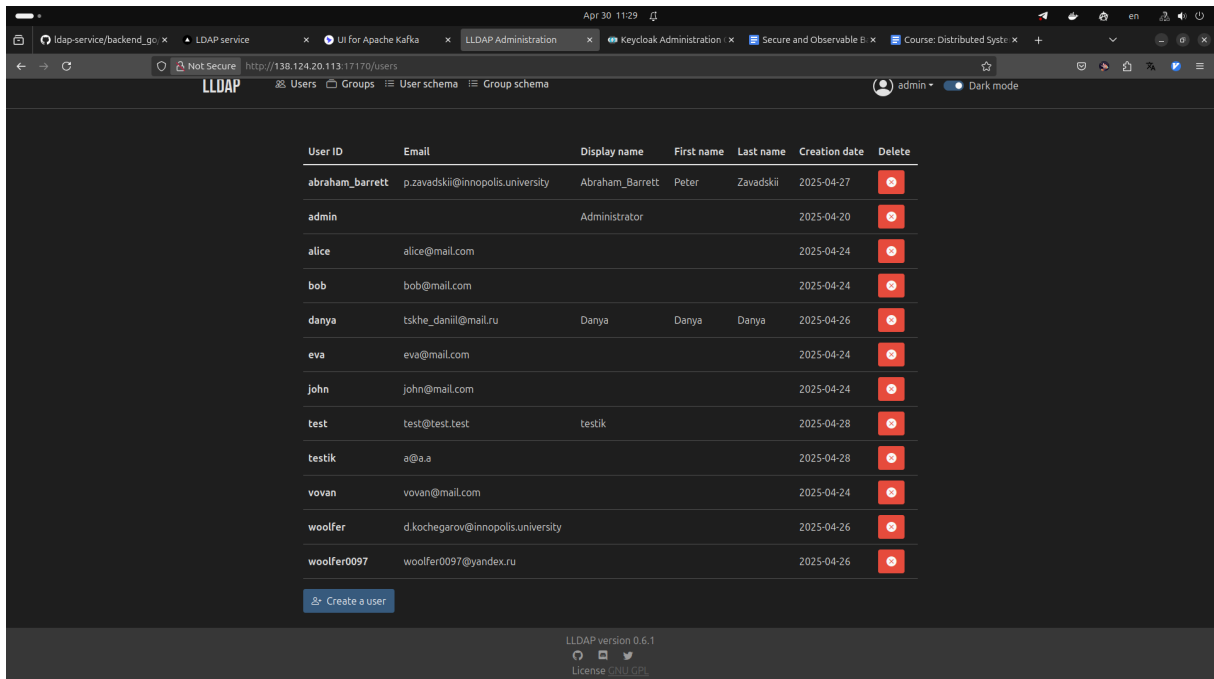 Apr 30 11:29
en
ldap-service/backend_go/ × LDAP service × UI for Apache Kafka × LLDAP Administration × Keycloak Administration C × Secure and Observable B × Course: Distributed Syste × +
Not Secure http://138.124.20.113:17170/users
LLDAP Users Groups User schema Group schema admin Dark mode
User ID Email Display name First name Last name Creation date Delete
abraham_barrett p.zavadskii@innopolis.university Abraham_Barrett Peter Zavadskii 2025-04-27
admin Administrator 2025-04-20
alice alice@mail.com 2025-04-24
bob bob@mail.com 2025-04-24
danya tskhe_daniil@mail.ru Danya Danya Danya 2025-04-26
eva eva@mail.com 2025-04-24
john john@mail.com 2025-04-24
test test@test.test testik 2025-04-28
testik a@a.a 2025-04-28
vovan vovan@mail.com 2025-04-24
woolfer d.kochegarov@innopolis.university 2025-04-26
woolfer0097 woolfer0097@yandex.ru 2025-04-26
Create a user
LLDAP version 0.6.1
License GNU GPL